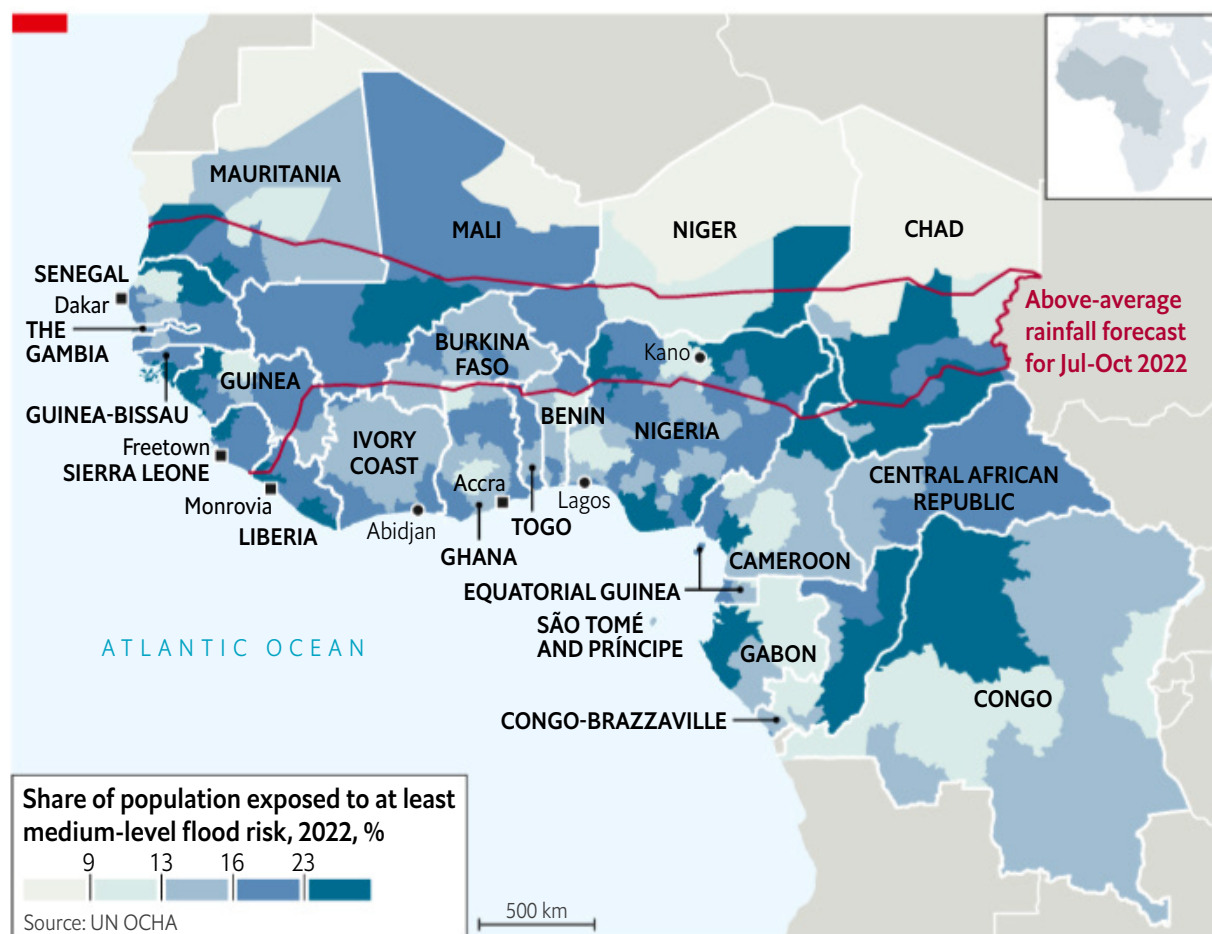 MAURITANIA
MALI
NIGER
CHAD
SENEGAL
Dakar
THE
GAMBIA
Above-average
rainfall forecast
for Jul-Oct 2022
BURKINA
FASO
Kano
GUINEA
GUINEA-BISSAU
BENIN
NIGERIA
IVORY
COAST
Freetown
SIERRA LEONE
CENTRAL AFRICAN
REPUBLIC
Accra
Lagos
Monrovia
LIBERIA
Abidjan
TOGO
GHANA
CAMEROON
EQUATORIAL GUINEA
SÃO TOMÉ
AND PRÍNCIPE
ATLANTIC OCEAN
GABON
CONGO
CONGO-BRAZZAVILLE
Share of population exposed to at least
medium-level flood risk, 2022, %
9 13 16 23
Source: UN OCHA
500 km